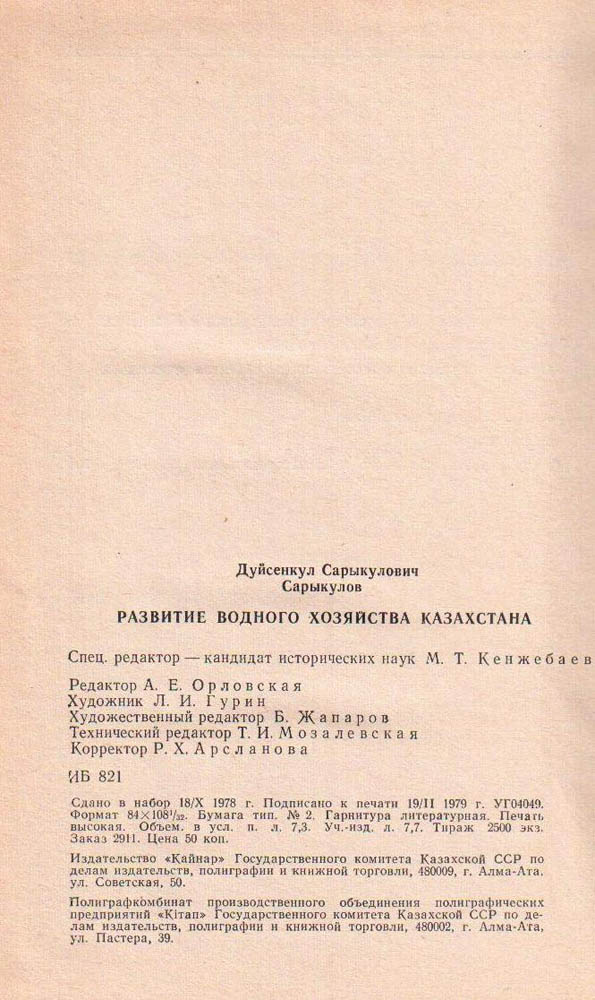 Дуйсенкул Сарыкулович
Сарыкулов
РАЗВИТИЕ ВОДНОГО ХОЗЯЙСТВА КАЗАХСТАНА
Спец. редактор — кандидат исторических наук М. Т. Кенжебаев
Редактор А. Е. Орловская
Художник Л. И. Гурин
Художественный редактор Б. Жапаров
Технический редактор Т. И. Мозалевская
Корректор Р. Х. Арсланова
ИБ 821
Сдано в набор 18/X 1978 г. Подписано к печати 19/II 1979 г. УГ04049.
Формат 84×108¹/₃₂. Бумага тип. № 2. Гарнитура литературная. Печать
высокая. Объем. в усл. п. л. 7,3. Уч.-изд. л. 7,7. Тираж 2500 экз.
Заказ 2911. Цена 50 коп.
Издательство «Қайнар» Государственного комитета Казахской ССР по
делам издательств, полиграфии и книжной торговли, 480009, г. Алма-Ата,
ул. Советская, 50.
Полиграфкомбинат производственного объединения полиграфических
предприятий «Кітап» Государственного комитета Казахской ССР по де-
лам издательств, полиграфии и книжной торговли, 480002, г. Алма-Ата,
ул. Пастера, 39.